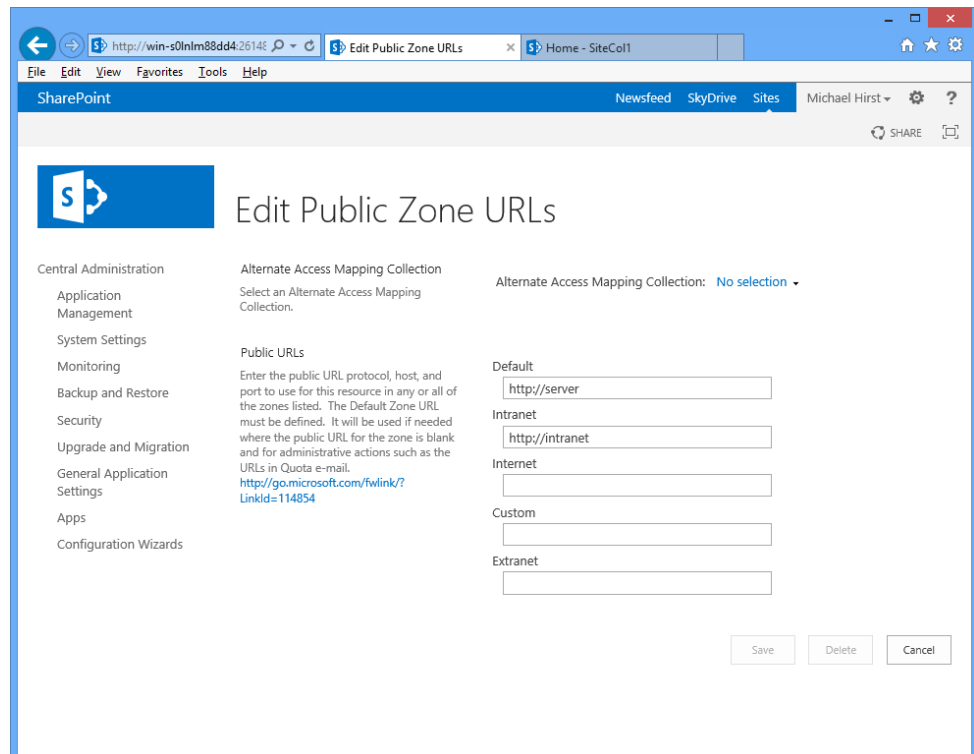 http://win-s0lnlm88dd4:26148
Edit Public Zone URLs
Home - SiteCol1
File Edit View Favorites Tools Help
SharePoint
Newsfeed SkyDrive Sites
Michael Hirst
?
SHARE
S
Edit Public Zone URLs
Central Administration
Application
Management
System Settings
Monitoring
Backup and Restore
Security
Upgrade and Migration
General Application
Settings
Apps
Configuration Wizards
Alternate Access Mapping Collection
Select an Alternate Access Mapping
Collection.
Alternate Access Mapping Collection: No selection
Public URLs
Enter the public URL protocol, host, and
port to use for this resource in any or all of
the zones listed. The Default Zone URL
must be defined. It will be used if needed
where the public URL for the zone is blank
and for administrative actions such as the
URLs in Quota e-mail.
http://go.microsoft.com/fwlink/?
LinkId=114854
Default
http://server
Intranet
http://intranet
Internet
Custom
Extranet
Save
Delete
Cancel